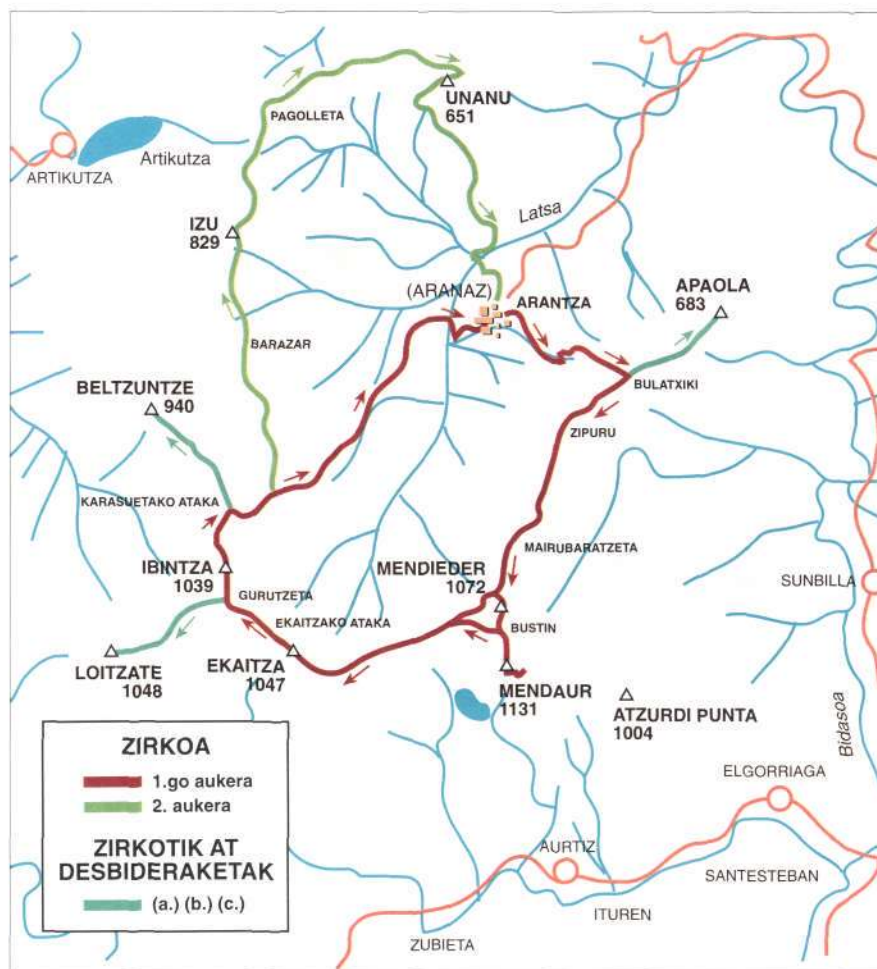 UNANU
651
PAGOLLETA
ARTIKUTZA
Artikutza
IZU
829
Latsa
(ARANAZ)
ARANTZA
APAOLA
683
BARAZAR
BULATXIKI
BELTZUNTZE
940
ZIPURU
KARASUETAKO ATAKA
MAIRUBARATZETA
IBINTZA
1039
MENDIEDER
1072
SUNBILLA
GURUTZETA
EKAITZAKO ATAKA
BUSTIN
LOITZATE
1048
EKAITZA
1047
MENDAUR
1131
ATZURDI PUNTA
1004
Bidasoa
ZIRKOA
1.go aukera
2. aukera
ZIRKOTIK AT
DESBIDERAKETAK
(a.) (b.) (c.)
ELGORRIAGA
AURTIZ
SANTESTEBAN
ITUREN
ZUBIETA